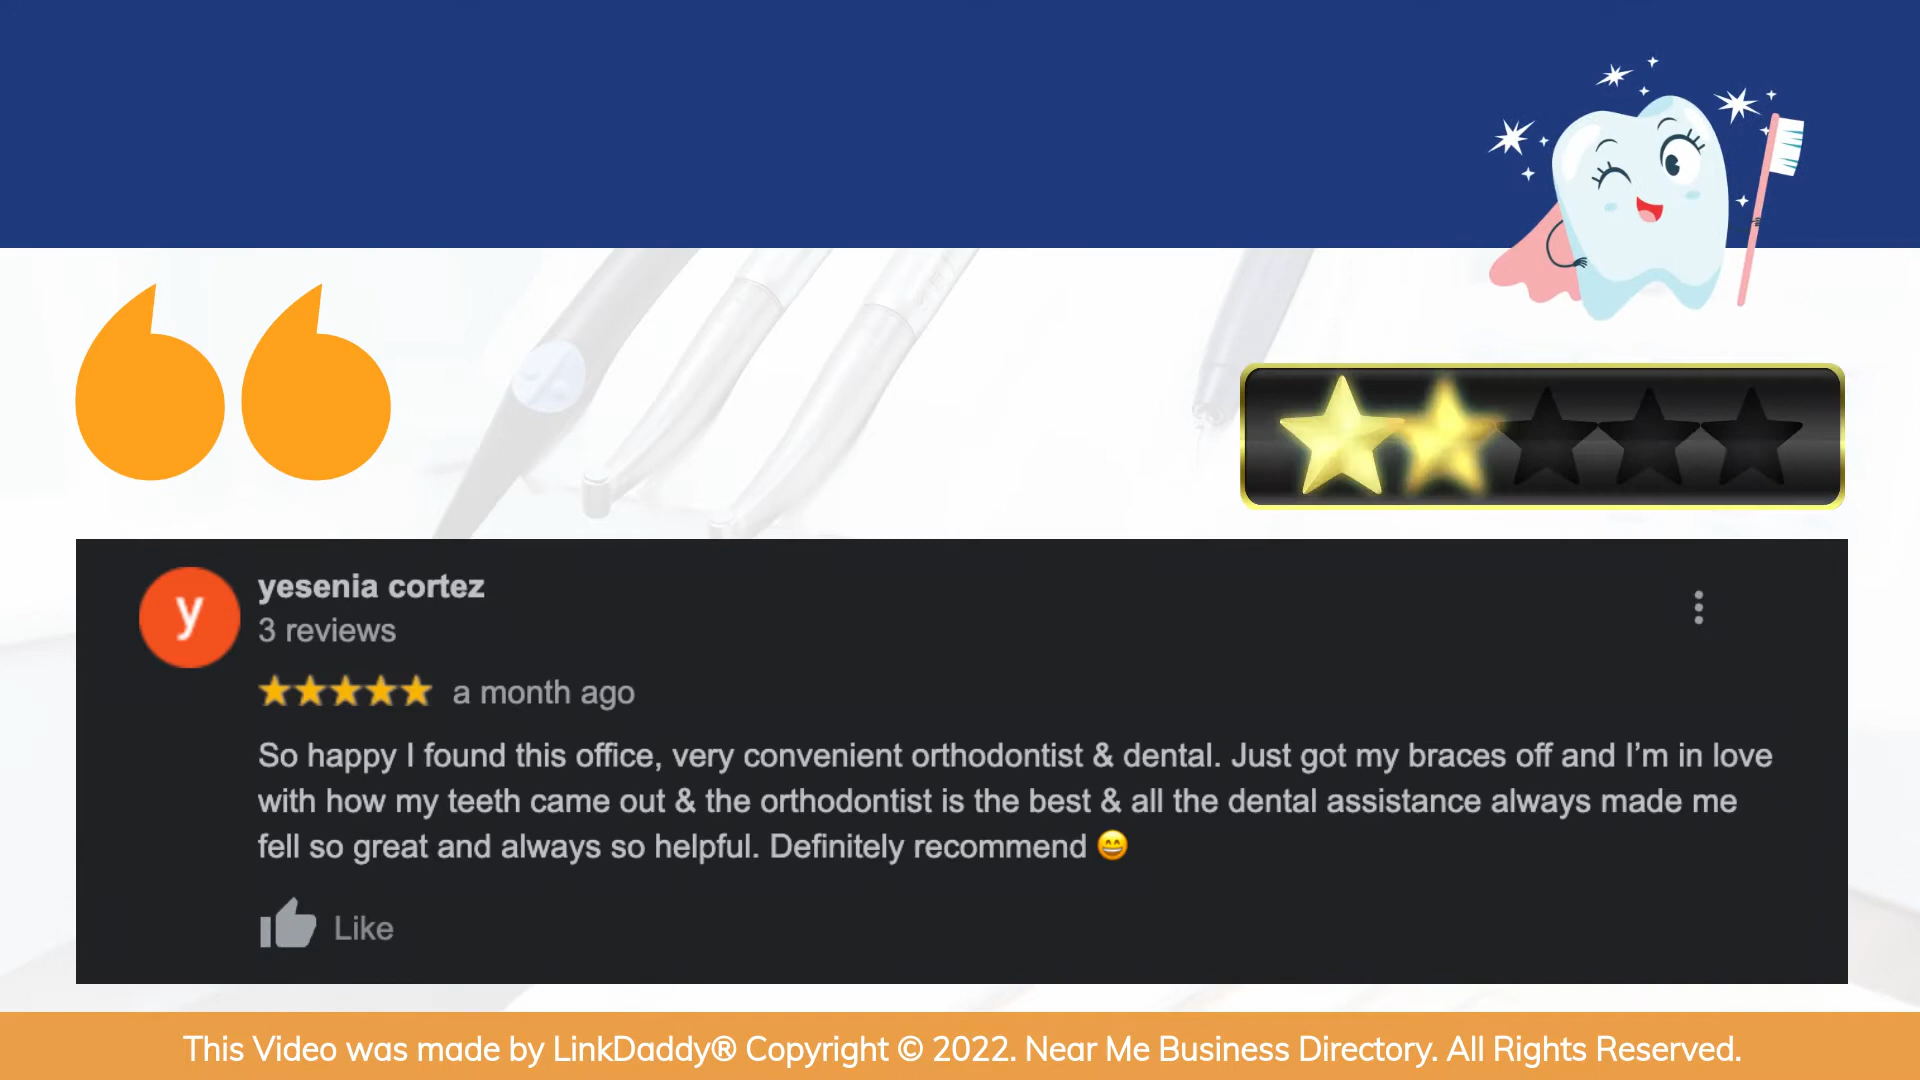 y
yesenia cortez
3 reviews
a month ago
So happy I found this office, very convenient orthodontist & dental. Just got my braces off and I’m in love
with how my teeth came out & the orthodontist is the best & all the dental assistance always made me
fell so great and always so helpful. Definitely recommend 😄
Like
This Video was made by LinkDaddy® Copyright © 2022. Near Me Business Directory. All Rights Reserved.